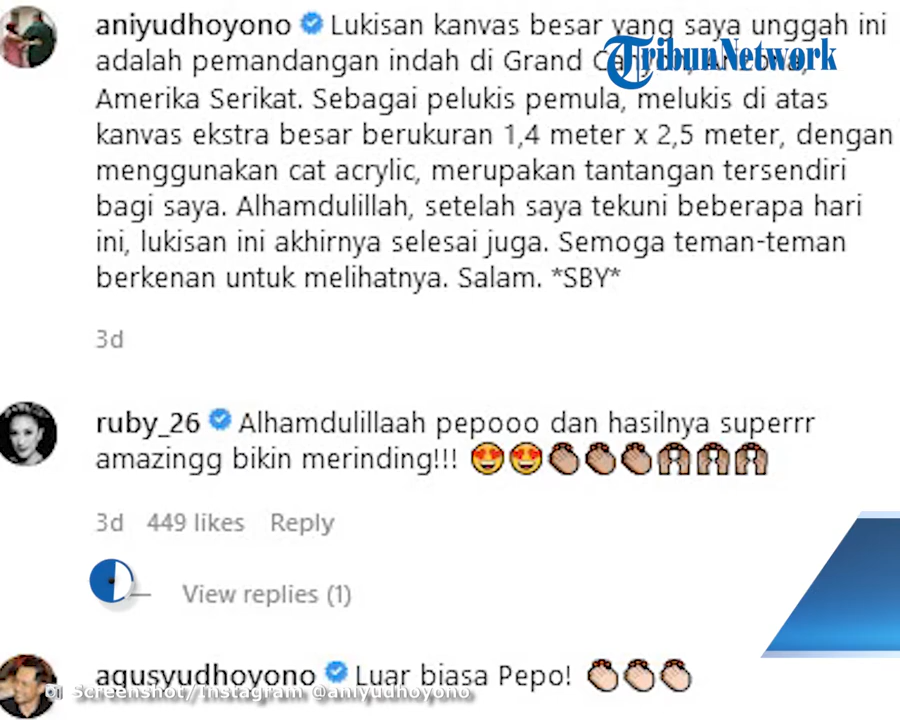 aniyudhoyono Lukisan kanvas besar yang saya unggah ini
adalah pemandangan indah di Grand
TribunNetwork
Amerika Serikat. Sebagai pelukis pemula, melukis di atas
kanvas ekstra besar berukuran 1,4 meter x 2,5 meter, dengan
menggunakan cat acrylic, merupakan tantangan tersendiri
bagi saya. Alhamdulillah, setelah saya tekuni beberapa hari
ini, lukisan ini akhirnya selesai juga. Semoga teman-teman
berkenan untuk melihatnya. Salam. *SBY*
3d
ruby_26 Alhamdulillaah pepooo dan hasilnya superrr
amazingg bikin merinding!!! 😍😍👏👏👏🙌🙌🙌
3d 449 likes Reply
View replies (1)
agusyudhoyono Luar biasa Pepo! 👏👏👏
Screenshot/Instagram @aniyudhoyono